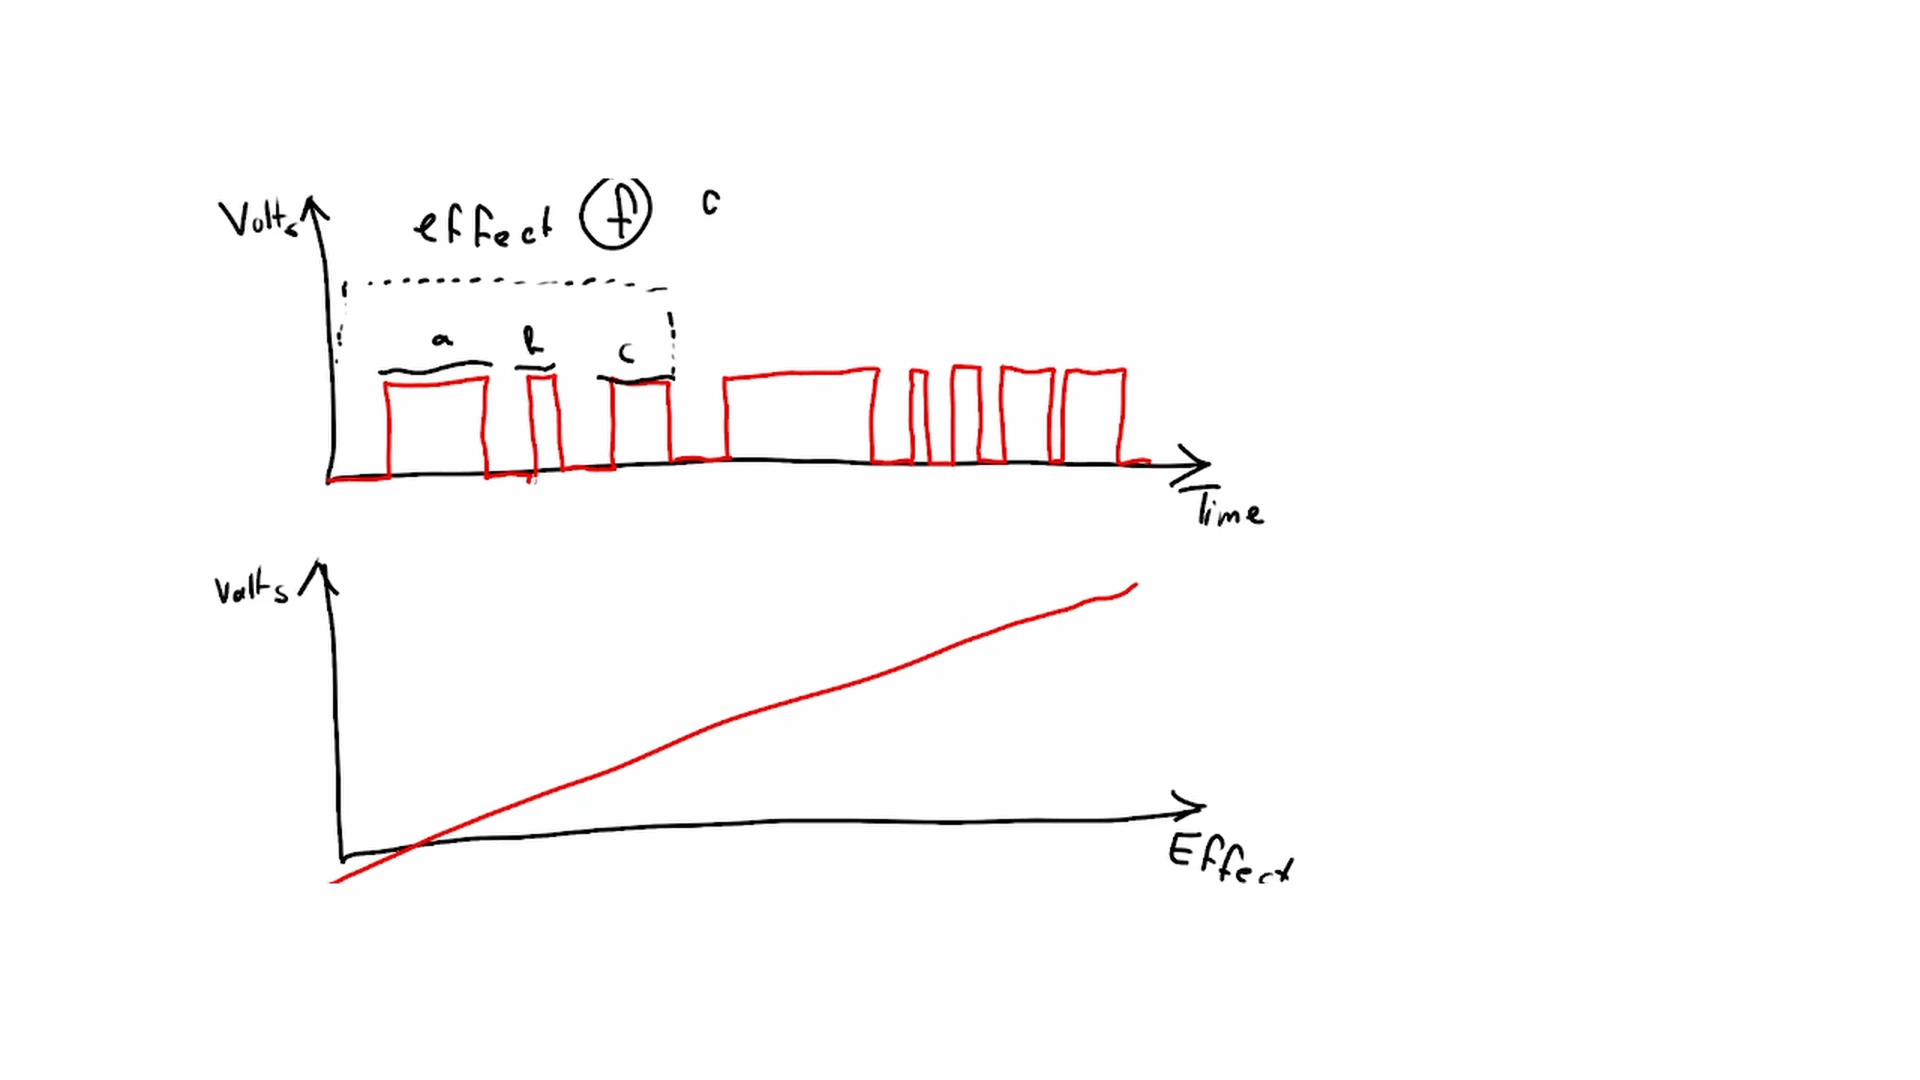 Volts
effect f c
a h c
Time
Volts
Effect